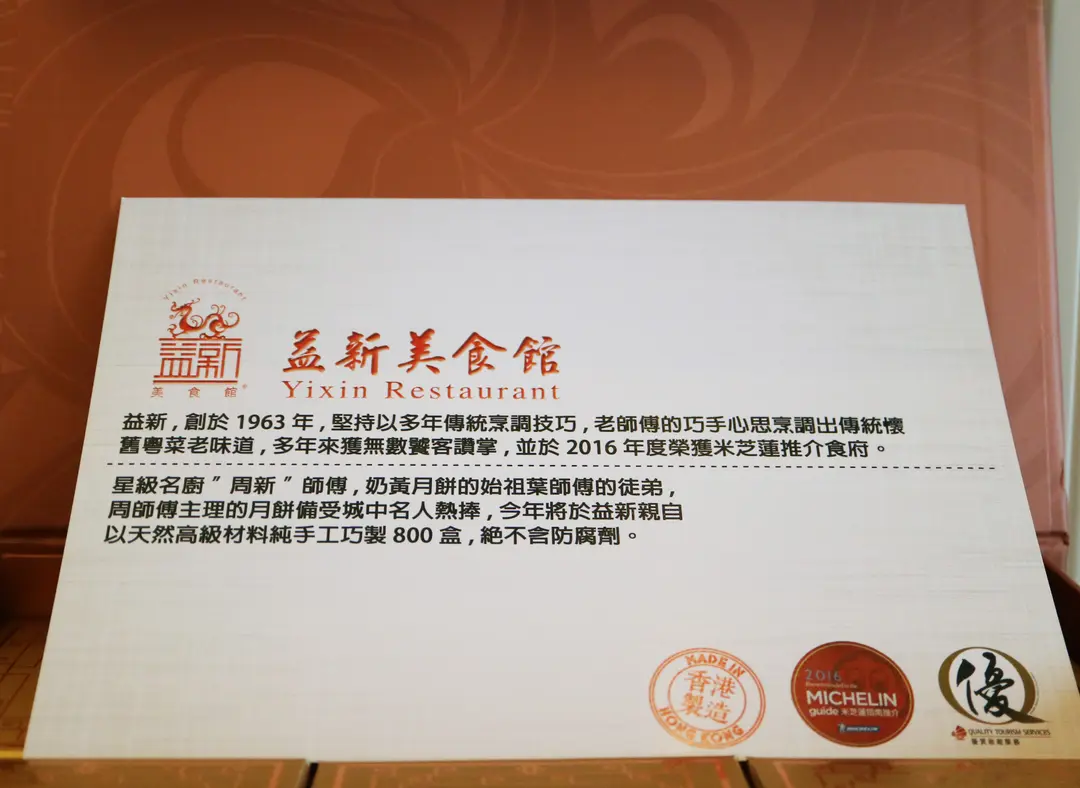 Yixin Restaurant
益新
美食館
益新美食館
Yixin Restaurant
益新,創於 1963 年,堅持以多年傳統烹調技巧,老師傅的巧手心思烹調出傳統懷
舊粵菜老味道,多年來獲無數饕客讚掌,並於 2016 年度榮獲米芝蓮推介食府。
星級名廚 ”周新 ”師傅,奶黃月餅的始祖葉師傅的徒弟,
周師傅主理的月餅備受城中名人熱捧,今年將於益新親自
以天然高級材料純手工巧製 800 盒,絕不含防腐劑。
MADE IN
香港
製造
HONG KONG
2016
MICHELIN
guide 米芝蓮指南推介
優
QUALITY TOURISM SERVICES